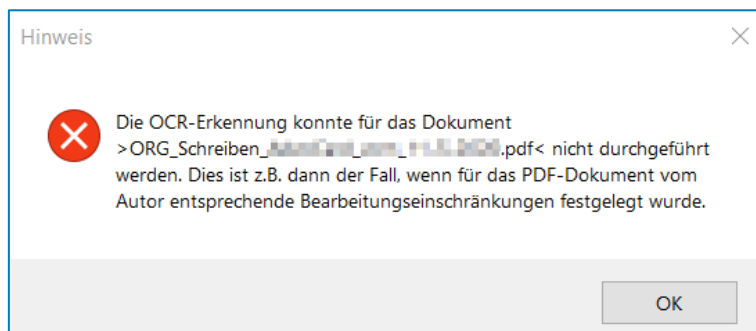 Hinweis
Die OCR-Erkennung konnte für das Dokument
>ORG_Schreiben_ .pdf< nicht durchgeführt
werden. Dies ist z.B. dann der Fall, wenn für das PDF-Dokument vom
Autor entsprechende Bearbeitungseinschränkungen festgelegt wurde.
OK